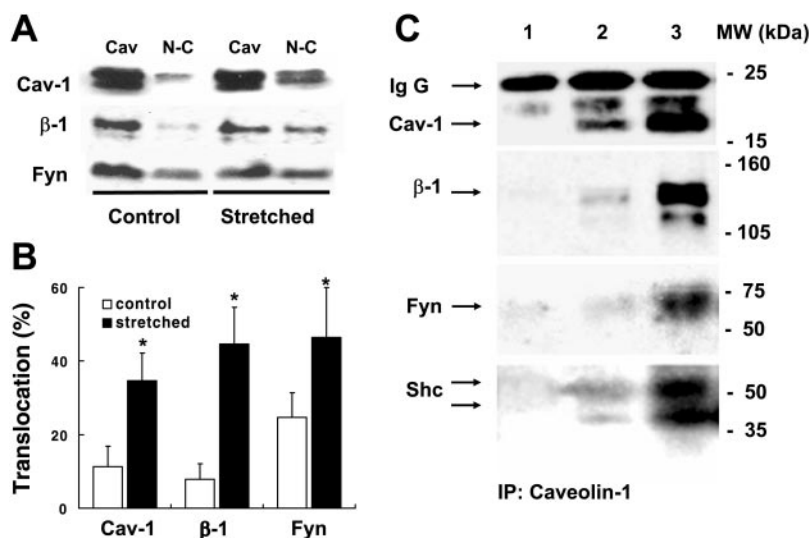 A
Cav N-C Cav N-C
Cav-1
β-1
Fyn
Control Stretched
B
Translocation (%)
60
40
20
0
control
stretched
* * *
Cav-1 β-1 Fyn
C
1 2 3 MW (kDa)
Ig G
Cav-1
- 25
- 15
β-1
- 160
- 105
Fyn
- 75
- 50
Shc
- 50
- 35
IP: Caveolin-1